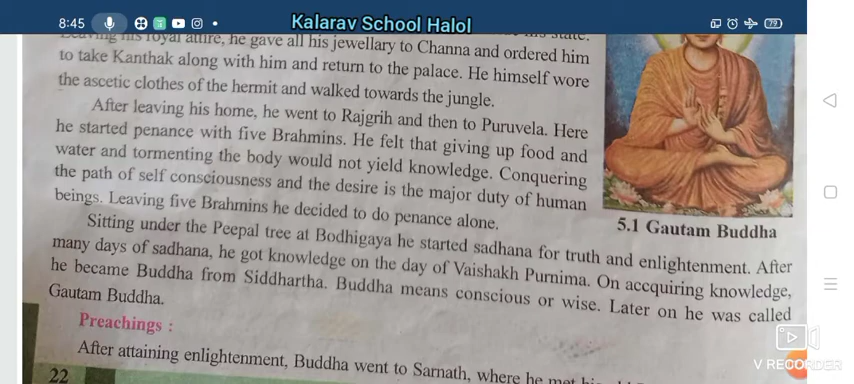 8:45
Kalarav School Halol
79
his royal attire, he gave all his jewellary to Channa and ordered him
to take Kanthak along with him and return to the palace. He himself wore
the ascetic clothes of the hermit and walked towards the jungle.
After leaving his home, he went to Rajgrih and then to Puruvela. Here
he started penance with five Brahmins. He felt that giving up food and
water and tormenting the body would not yield knowledge. Conquering
the path of self consciousness and the desire is the major duty of human
beings. Leaving five Brahmins he decided to do penance alone.
5.1 Gautam Buddha
Sitting under the Peepal tree at Bodhigaya he started sadhana for truth and enlightenment. After
many days of sadhana, he got knowledge on the day of Vaishakh Purnima. On accquiring knowledge,
he became Buddha from Siddhartha. Buddha means conscious or wise. Later on he was called
Gautam Buddha.
Preachings :
After attaining enlightenment, Buddha went to Sarnath, where he met
22
V RECORDER